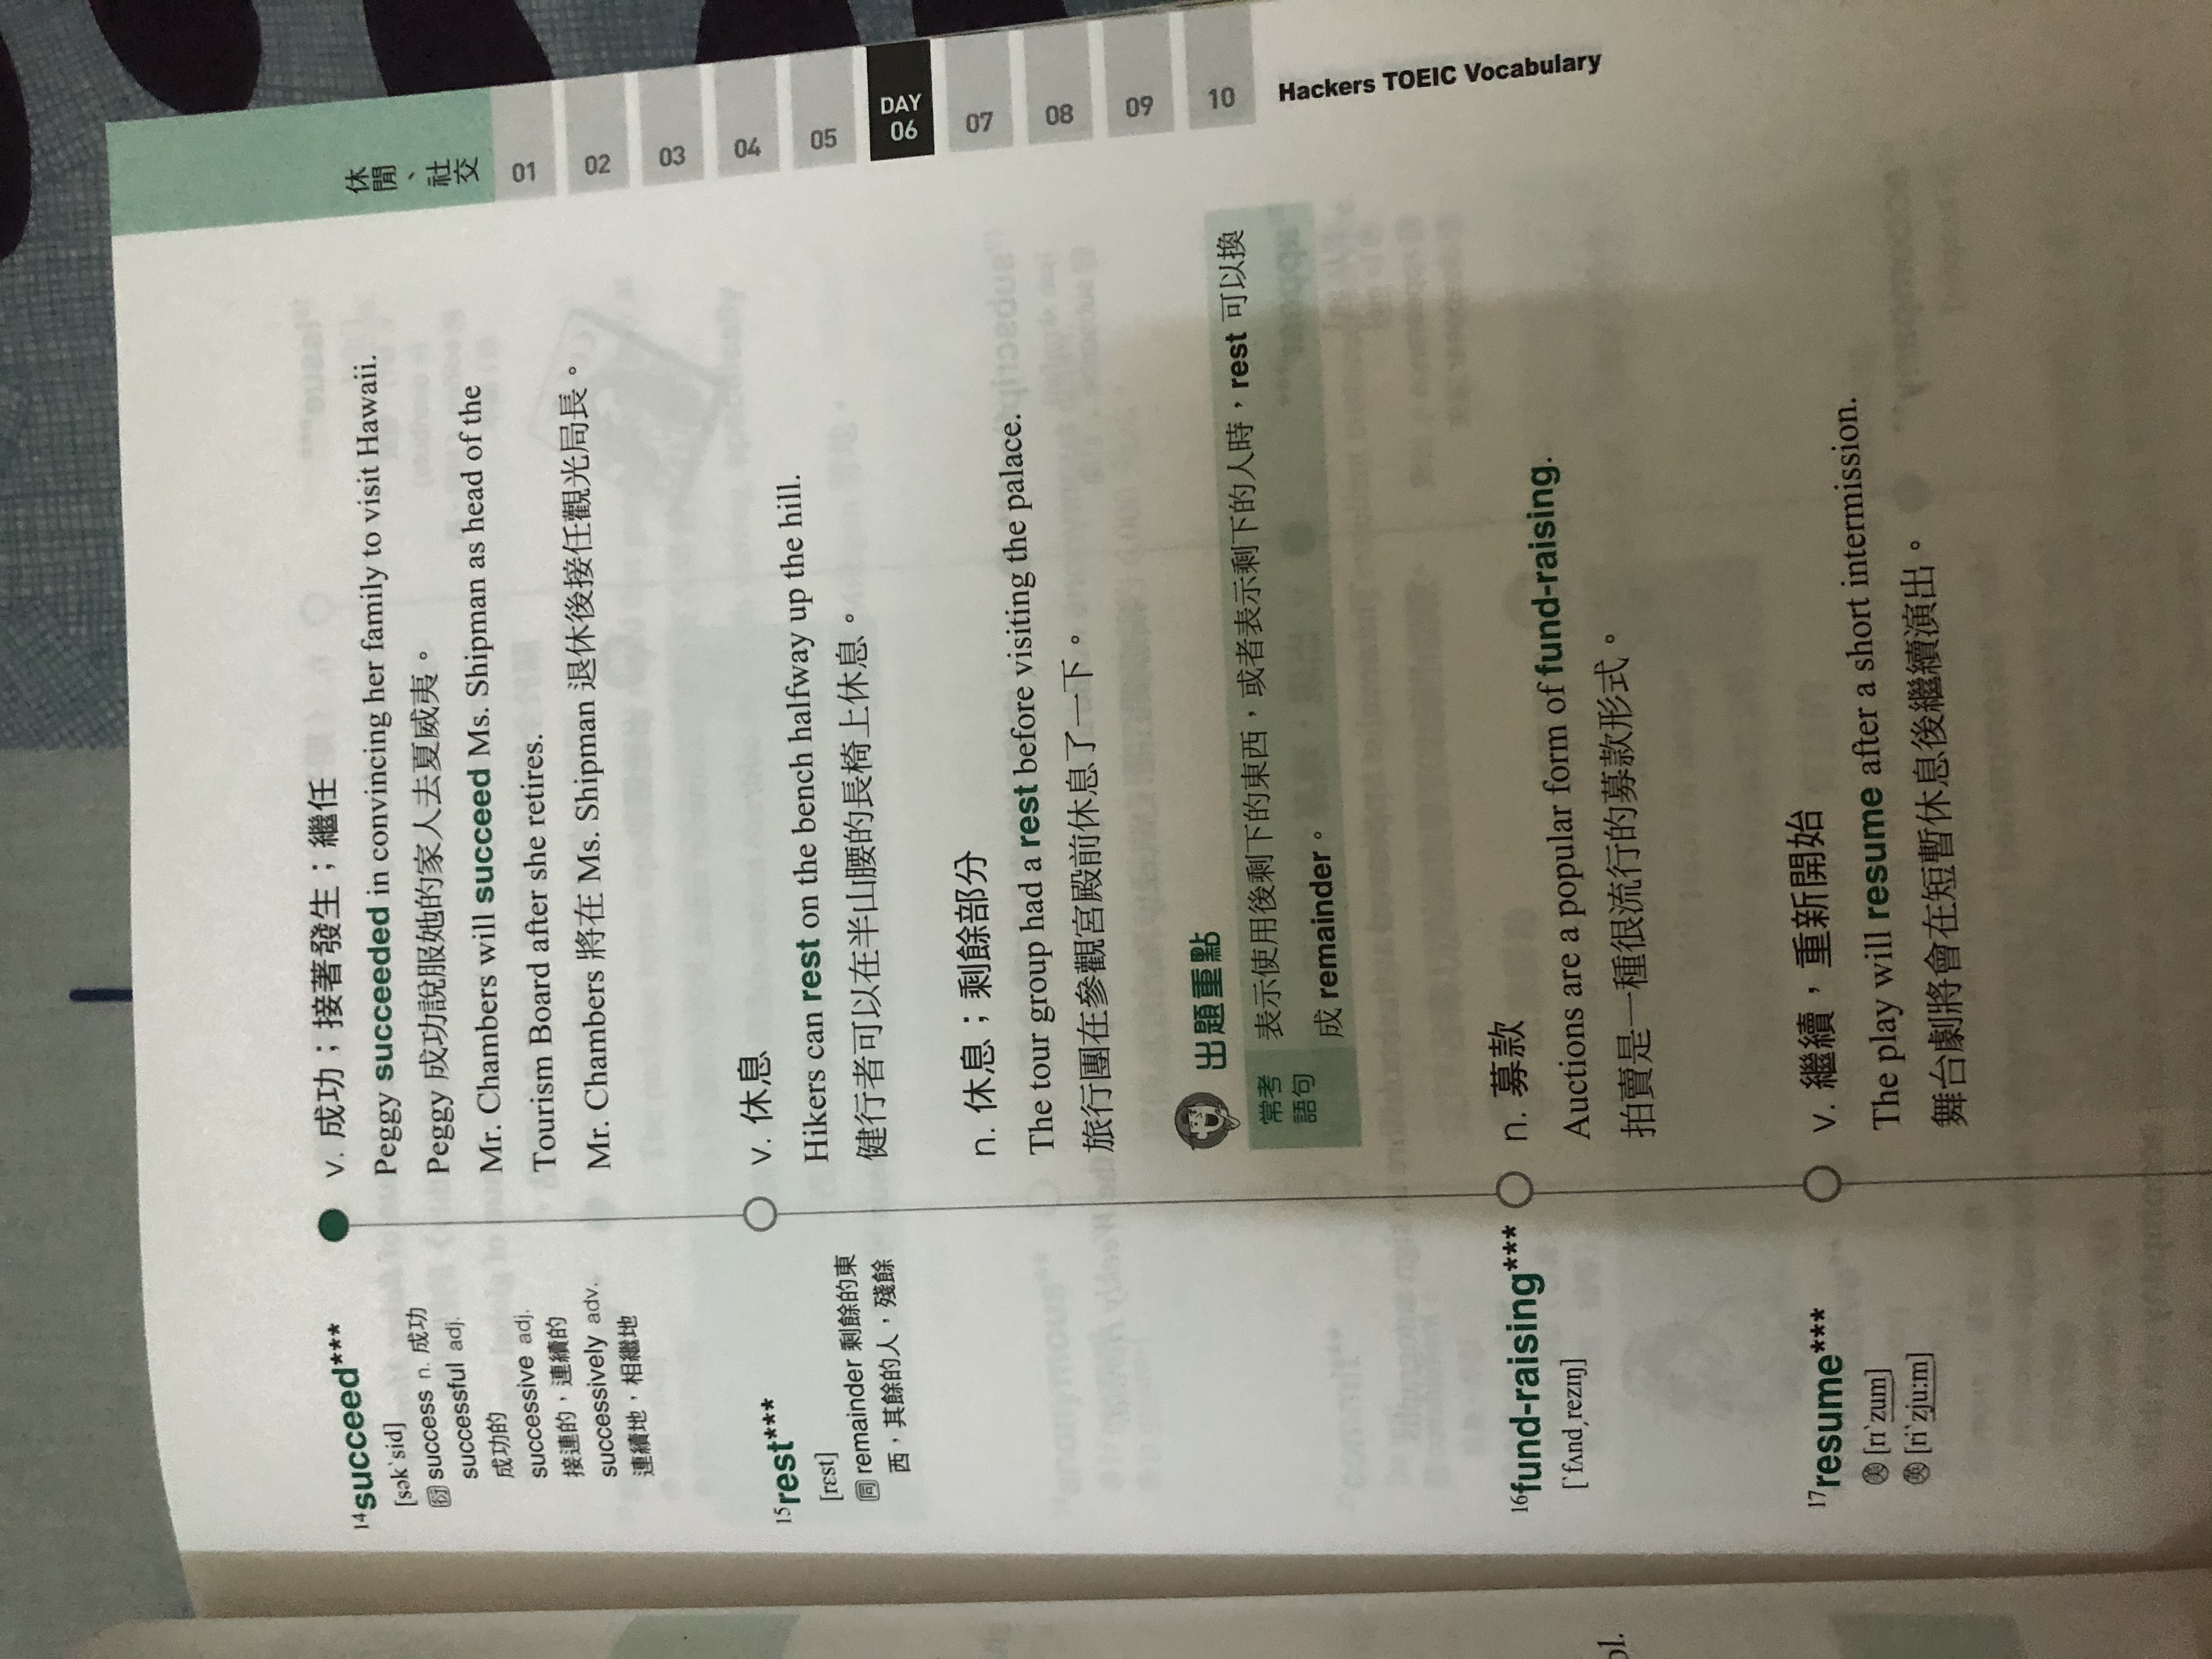 14succeed***
[sək`sid]
衍 success n. 成功
successful adj.
成功的
successive adj.
接連的，連續的
successively adv.
連續地，相繼地
v. 成功；接著發生；繼任
Peggy succeeded in convincing her family to visit Hawaii.
Peggy 成功說服她的家人去夏威夷。
Mr. Chambers will succeed Ms. Shipman as head of the
Tourism Board after she retires.
Mr. Chambers 將在 Ms. Shipman 退休後接任觀光局長。
15rest***
[rɛst]
同 remainder 剩餘的東
西，其餘的人，殘餘
v. 休息
Hikers can rest on the bench halfway up the hill.
健行者可以在半山腰的長椅上休息。
n. 休息；剩餘部分
The tour group had a rest before visiting the palace.
旅行團在參觀宮殿前休息了一下。
出題重點
常考
語句
表示使用後剩下的東西，或者表示剩下的人時，rest 可以換
成 remainder。
16fund-raising***
[`fʌnd͵rezɪŋ]
n. 募款
Auctions are a popular form of fund-raising.
拍賣是一種很流行的募款形式。
17resume***
美 [rɪ`zum]
英 [ri`zju:m]
v. 繼續，重新開始
The play will resume after a short intermission.
舞台劇將會在短暫休息後繼續演出。
休閒、社交
01
02
03
04
05
DAY
06
07
08
09
10
Hackers TOEIC Vocabulary
ol.